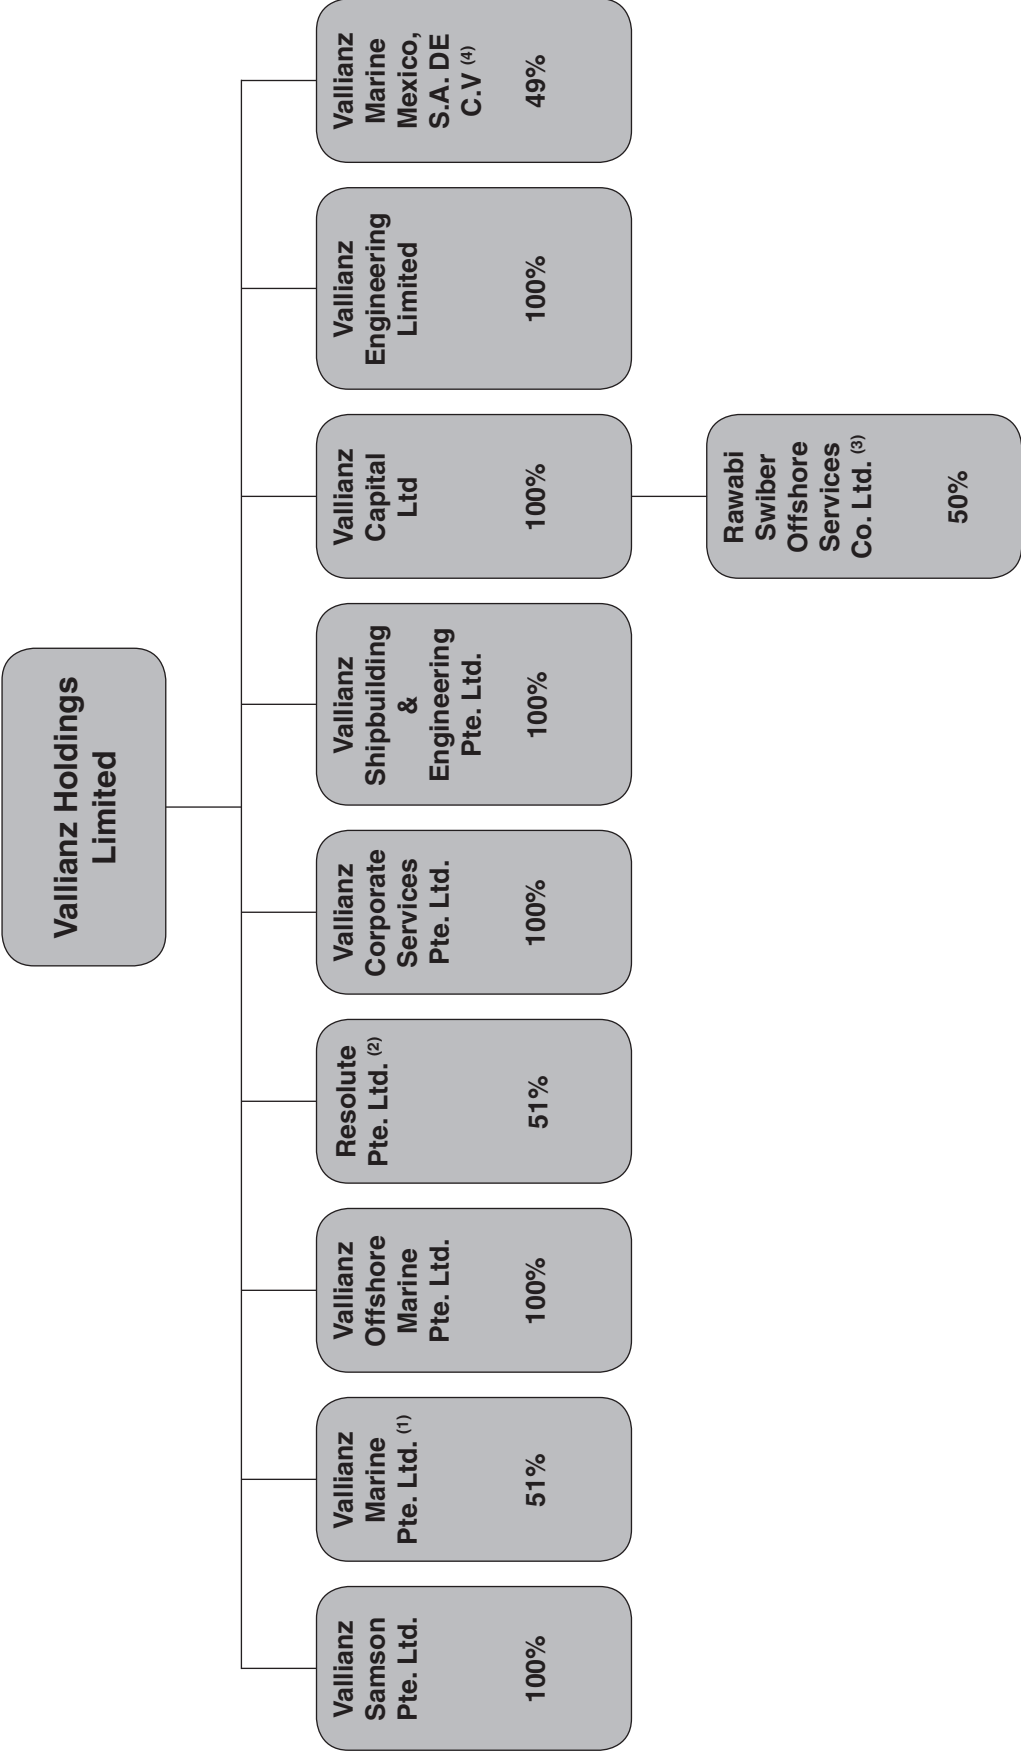 Vallianz Holdings
Limited
Vallianz
Samson
Pte. Ltd.
100%
Vallianz
Marine
Pte. Ltd. (1)
51%
Vallianz
Offshore
Marine
Pte. Ltd.
100%
Resolute
Pte. Ltd. (2)
51%
Vallianz
Corporate
Services
Pte. Ltd.
100%
Vallianz
Shipbuilding
&
Engineering
Pte. Ltd.
100%
Vallianz
Capital
Ltd
100%
Vallianz
Engineering
Limited
100%
Vallianz
Marine
Mexico,
S.A. DE
C.V (4)
49%
Rawabi
Swiber
Offshore
Services
Co. Ltd. (3)
50%